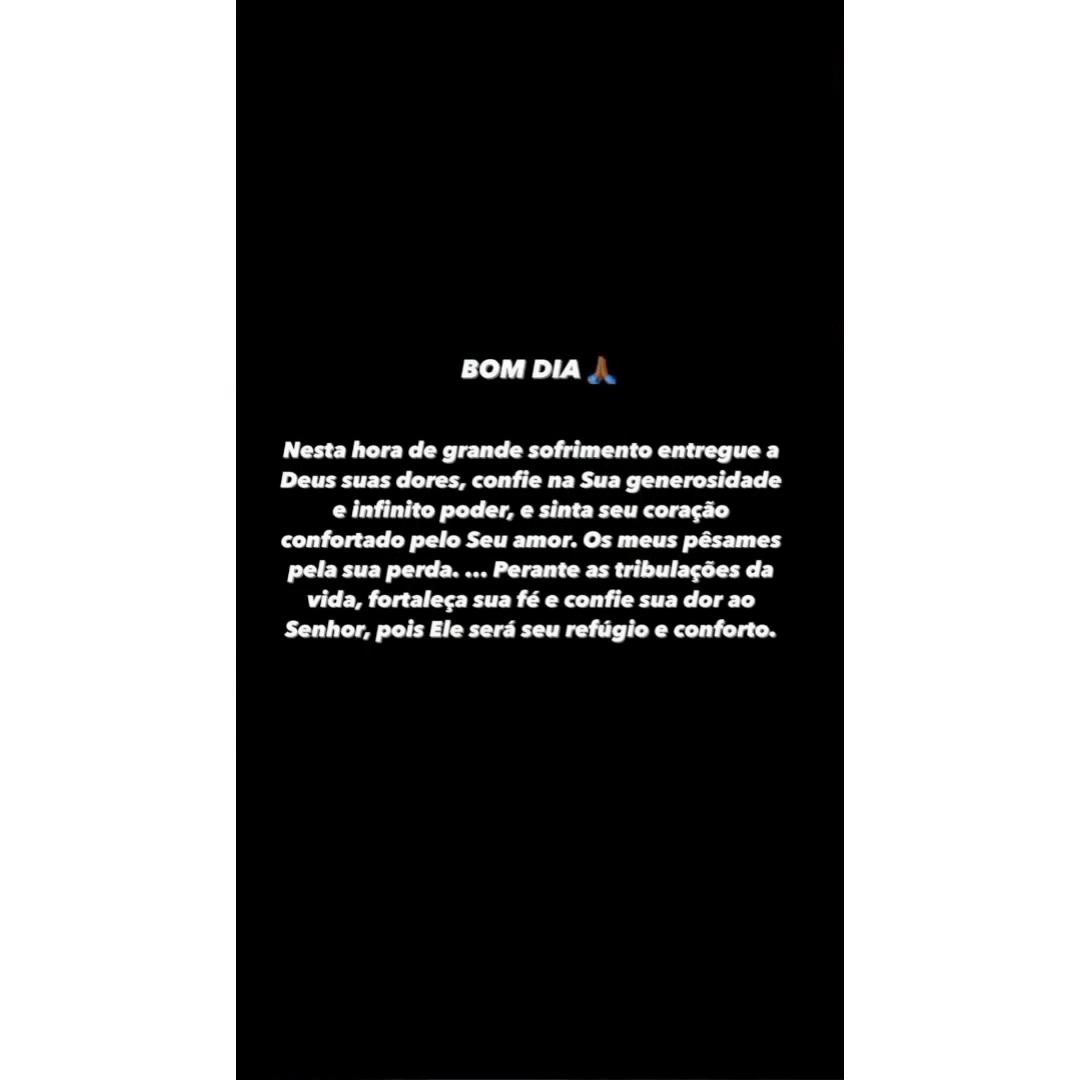 BOM DIA 🙏🏾
Nesta hora de grande sofrimento entregue a
Deus suas dores, confie na Sua generosidade
e infinito poder, e sinta seu coração
confortado pelo Seu amor. Os meus pêsames
pela sua perda. ... Perante as tribulações da
vida, fortaleça sua fé e confie sua dor ao
Senhor, pois Ele será seu refúgio e conforto.